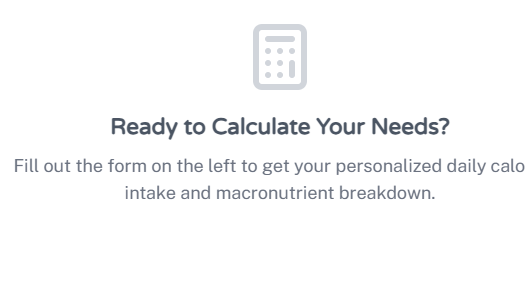 Ready to Calculate Your Needs?
Fill out the form on the left to get your personalized daily calo
intake and macronutrient breakdown.